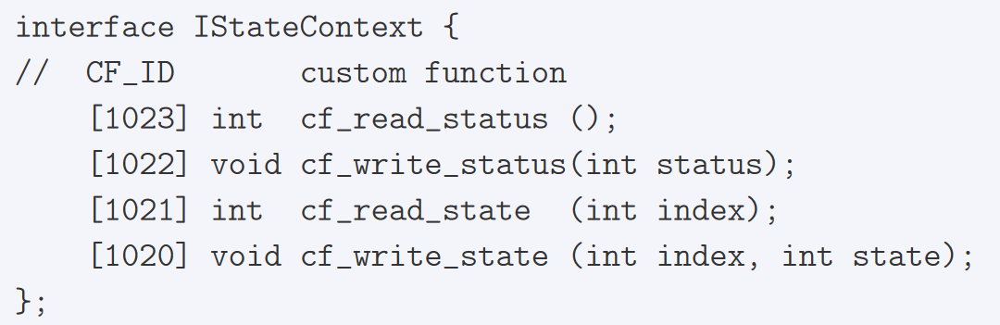 interface IStateContext {
//  CF_ID       custom function
    [1023] int  cf_read_status ();
    [1022] void cf_write_status(int status);
    [1021] int  cf_read_state  (int index);
    [1020] void cf_write_state (int index, int state);
};